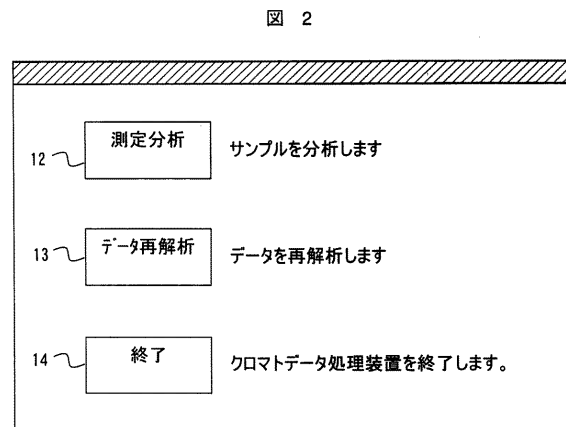 図 2
12 測定分析 サンプルを分析します
13 データ再解析 データを再解析します
14 終了 クロマトデータ処理装置を終了します。